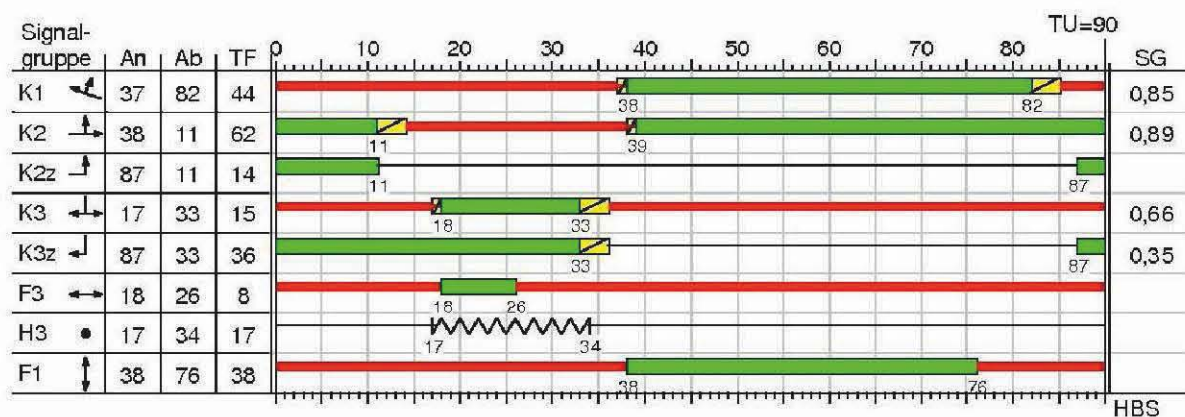 TU=90
Signal-
gruppe An Ab TF 0 10 20 30 40 50 60 70 80 SG
K1 37 82 44 38 82 0,85
K2 38 11 62 11 39 0,89
K2z 87 11 14 11 87
K3 17 33 15 18 33 0,66
K3z 87 33 36 33 87 0,35
F3 18 26 8 18 26
H3 17 34 17 17 34
F1 38 76 38 38 76
HBS